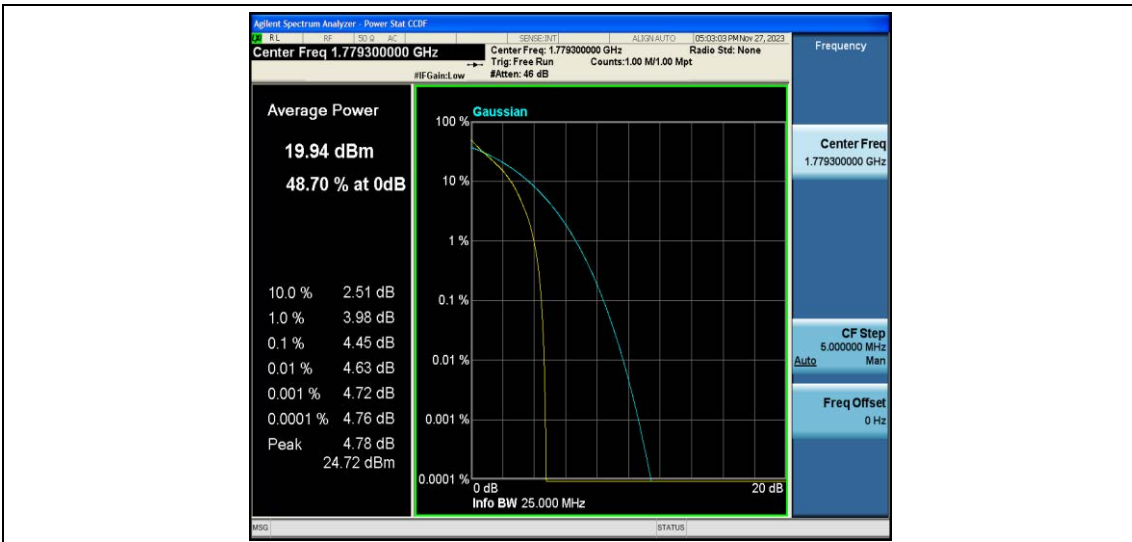 Agilent Spectrum Analyzer - Power Stat CCDF
RL RF 50 Ω AC SENSE:INT ALIGN AUTO 05:03:03 PM Nov 27, 2023
Center Freq 1.779300000 GHz
Center Freq: 1.779300000 GHz Radio Std: None
Trig: Free Run Counts:1.00 M/1.00 Mpt
#IFGain:Low #Atten: 46 dB
Frequency
Average Power
19.94 dBm
48.70 % at 0dB
10.0 % 2.51 dB
1.0 % 3.98 dB
0.1 % 4.45 dB
0.01 % 4.63 dB
0.001 % 4.72 dB
0.0001 % 4.76 dB
Peak 4.78 dB
24.72 dBm
Gaussian
100 %
10 %
1 %
0.1 %
0.01 %
0.001 %
0.0001 %
0 dB 20 dB
Info BW 25.000 MHz
Center Freq
1.779300000 GHz
CF Step
5.000000 MHz
Auto Man
Freq Offset
0 Hz
MSG STATUS